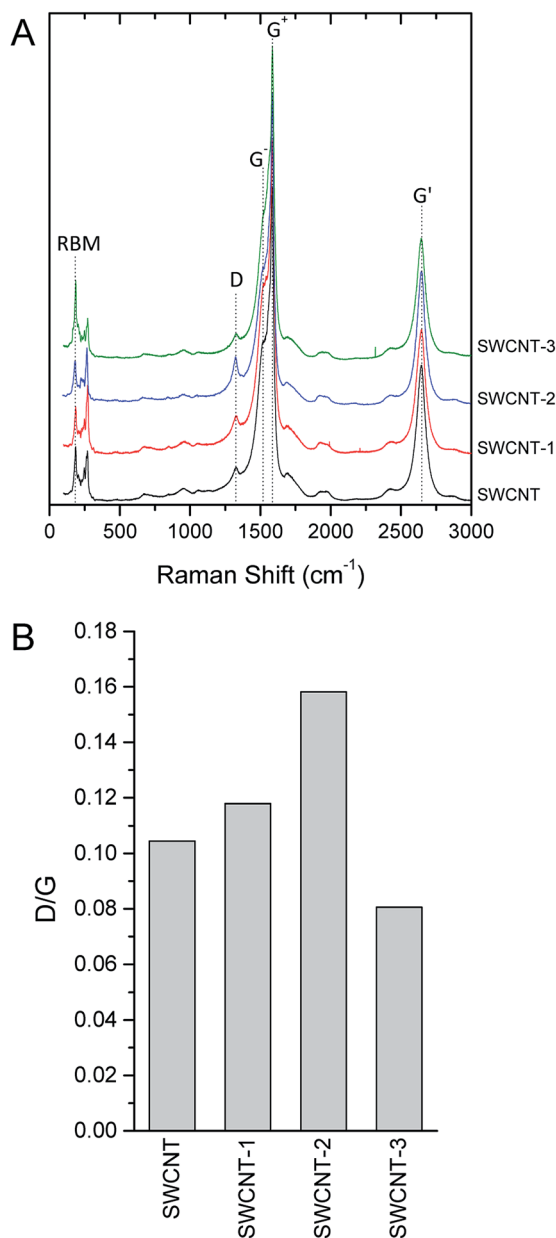 A
G+
G-
G'
RBM
D
SWCNT-3
SWCNT-2
SWCNT-1
SWCNT
0 500 1000 1500 2000 2500 3000
Raman Shift (cm-1)
B
0.18
0.16
0.14
0.12
0.10
0.08
0.06
0.04
0.02
0.00
D/G
SWCNT
SWCNT-1
SWCNT-2
SWCNT-3